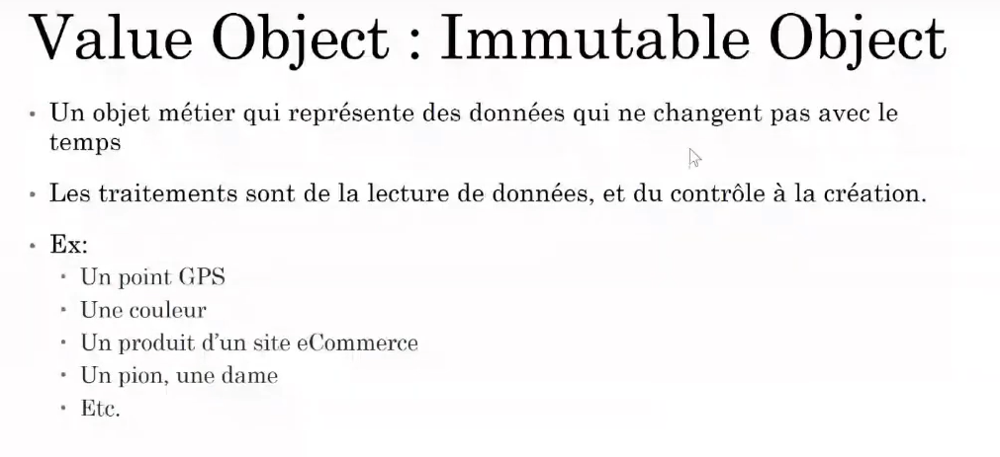 Value Object : Immutable Object
• Un objet métier qui représente des données qui ne changent pas avec le
temps
• Les traitements sont de la lecture de données, et du contrôle à la création.
• Ex:
• Un point GPS
• Une couleur
• Un produit d’un site eCommerce
• Un pion, une dame
• Etc.